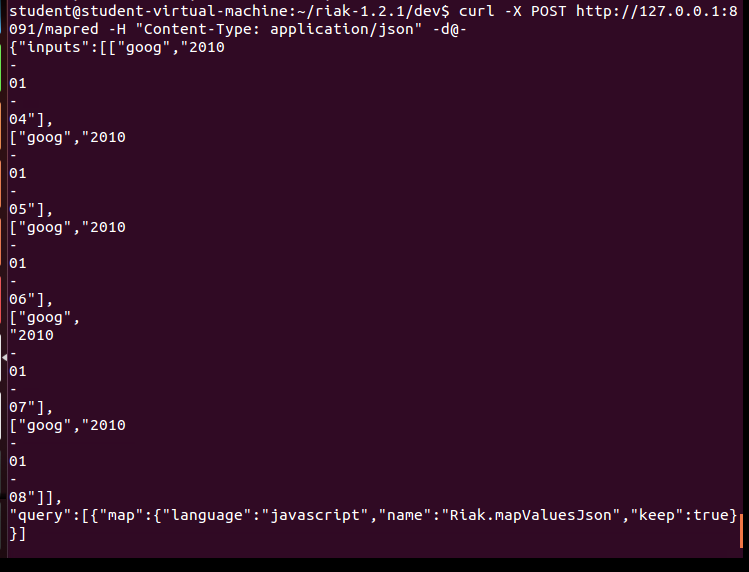 student@student-virtual-machine:~/riak-1.2.1/dev$ curl -X POST http://127.0.0.1:8
091/mapred -H "Content-Type: application/json" -d@-
{"inputs":[["goog","2010
-
01
-
04"],
["goog","2010
-
01
-
05"],
["goog","2010
-
01
-
06"],
["goog",
"2010
-
01
-
07"],
["goog","2010
-
01
-
08"]],
"query":[{"map":{"language":"javascript","name":"Riak.mapValuesJson","keep":true}
}]